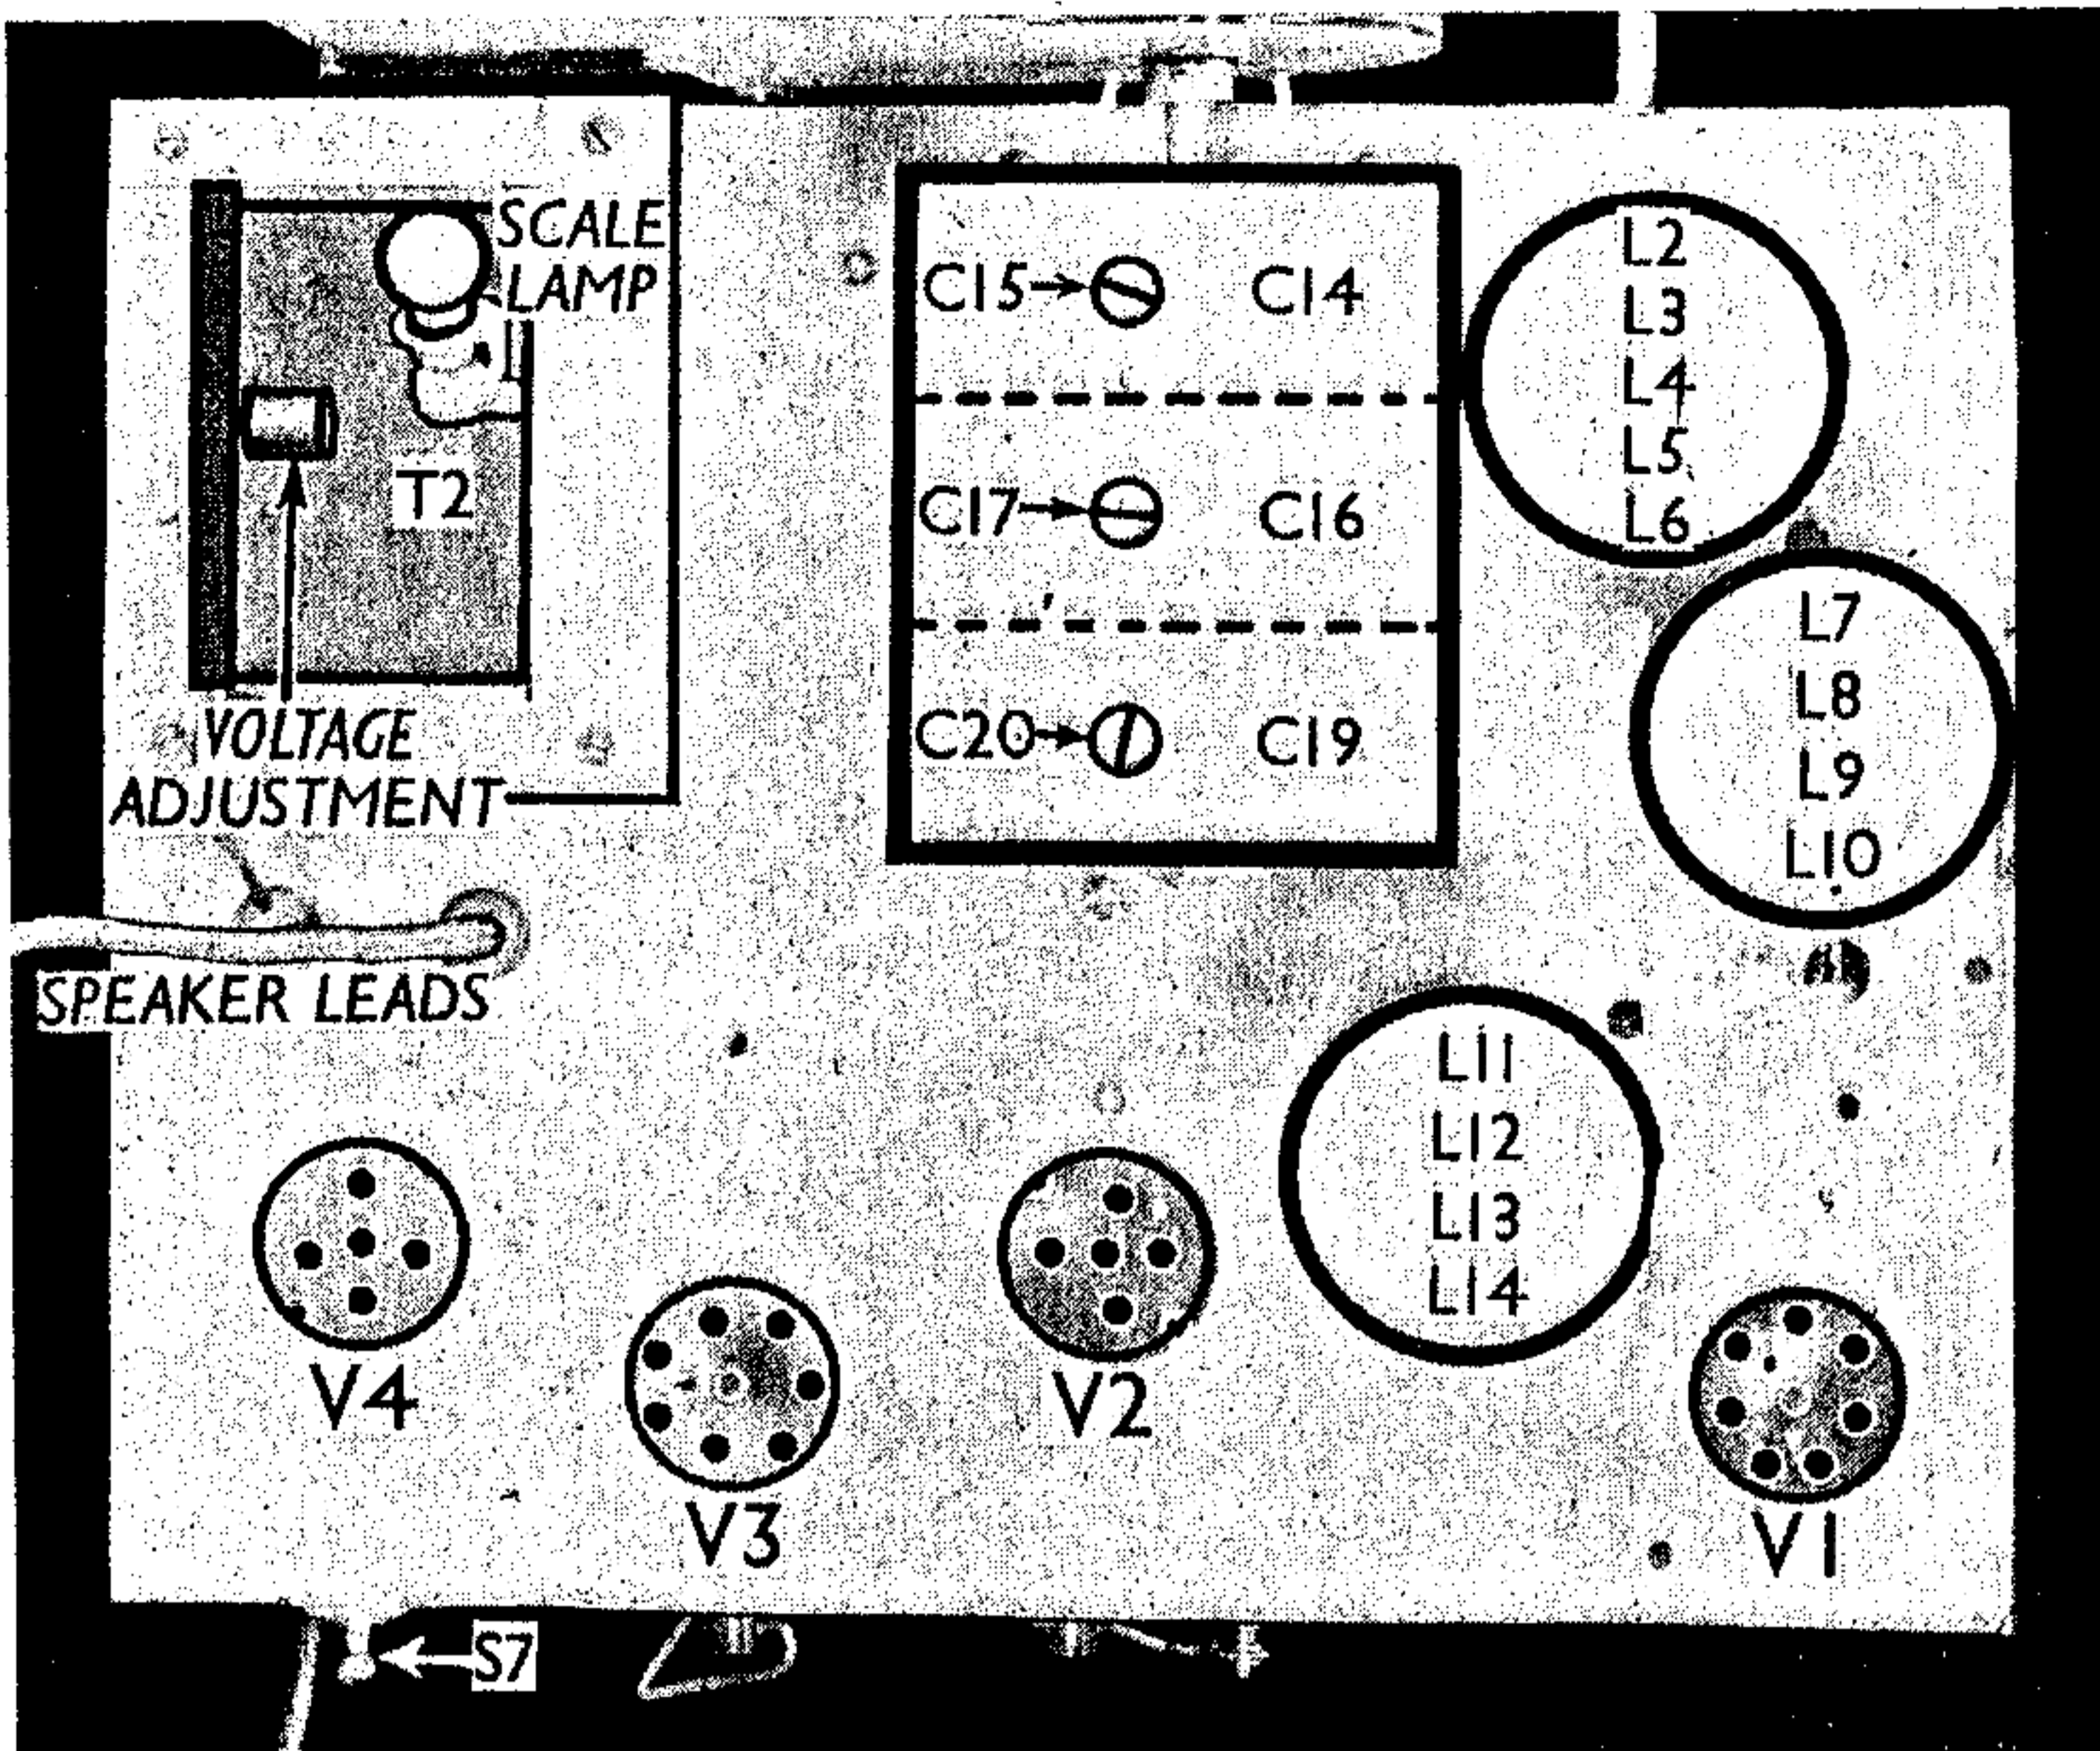 SCALE
LAMP
T2
VOLTAGE
ADJUSTMENT
SPEAKER LEADS
C15
C14
C17
C16
C20
C19
L2
L3
L4
L5
L6
L7
L8
L9
L10
L11
L12
L13
L14
V4
V3
V2
V1
S7